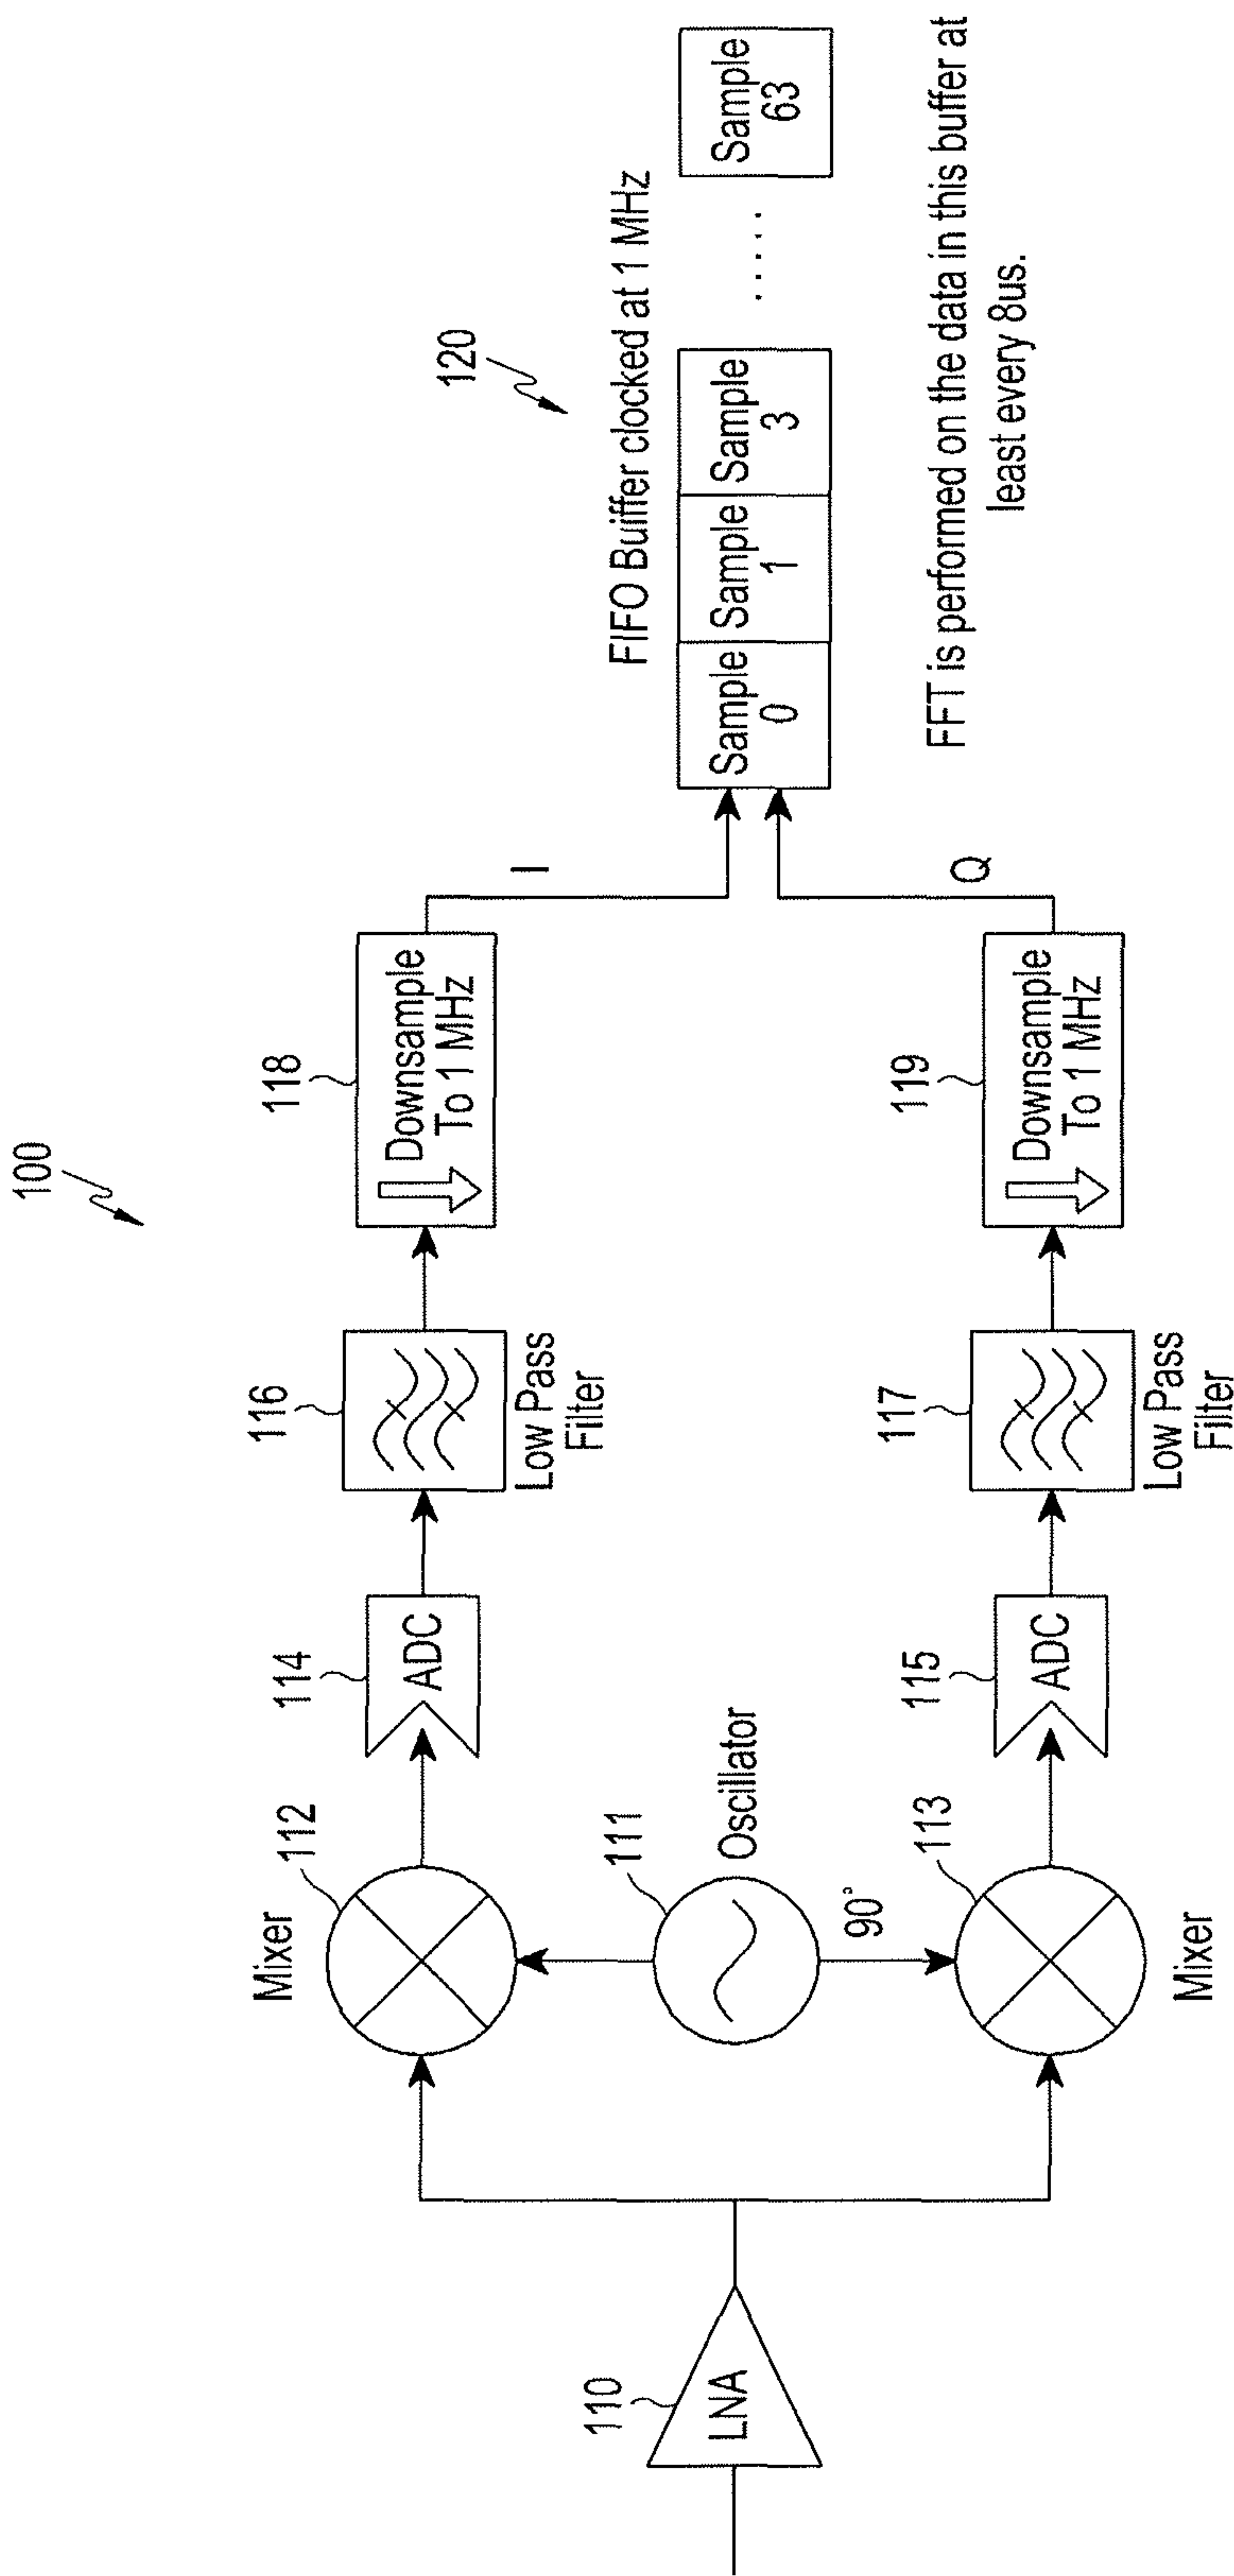 100
120
FIFO Buiffer clocked at 1 MHz
118
Downsample
To 1 MHz
116
Low Pass
Filter
114
ADC
Mixer
112
I
Sample
0
Sample
1
Sample
3
.....
Sample
63
110
LNA
111
Oscillator
90°
113
Mixer
115
ADC
117
Low Pass
Filter
119
Downsample
To 1 MHz
Q
FFT is performed on the data in this buffer at
least every 8us.